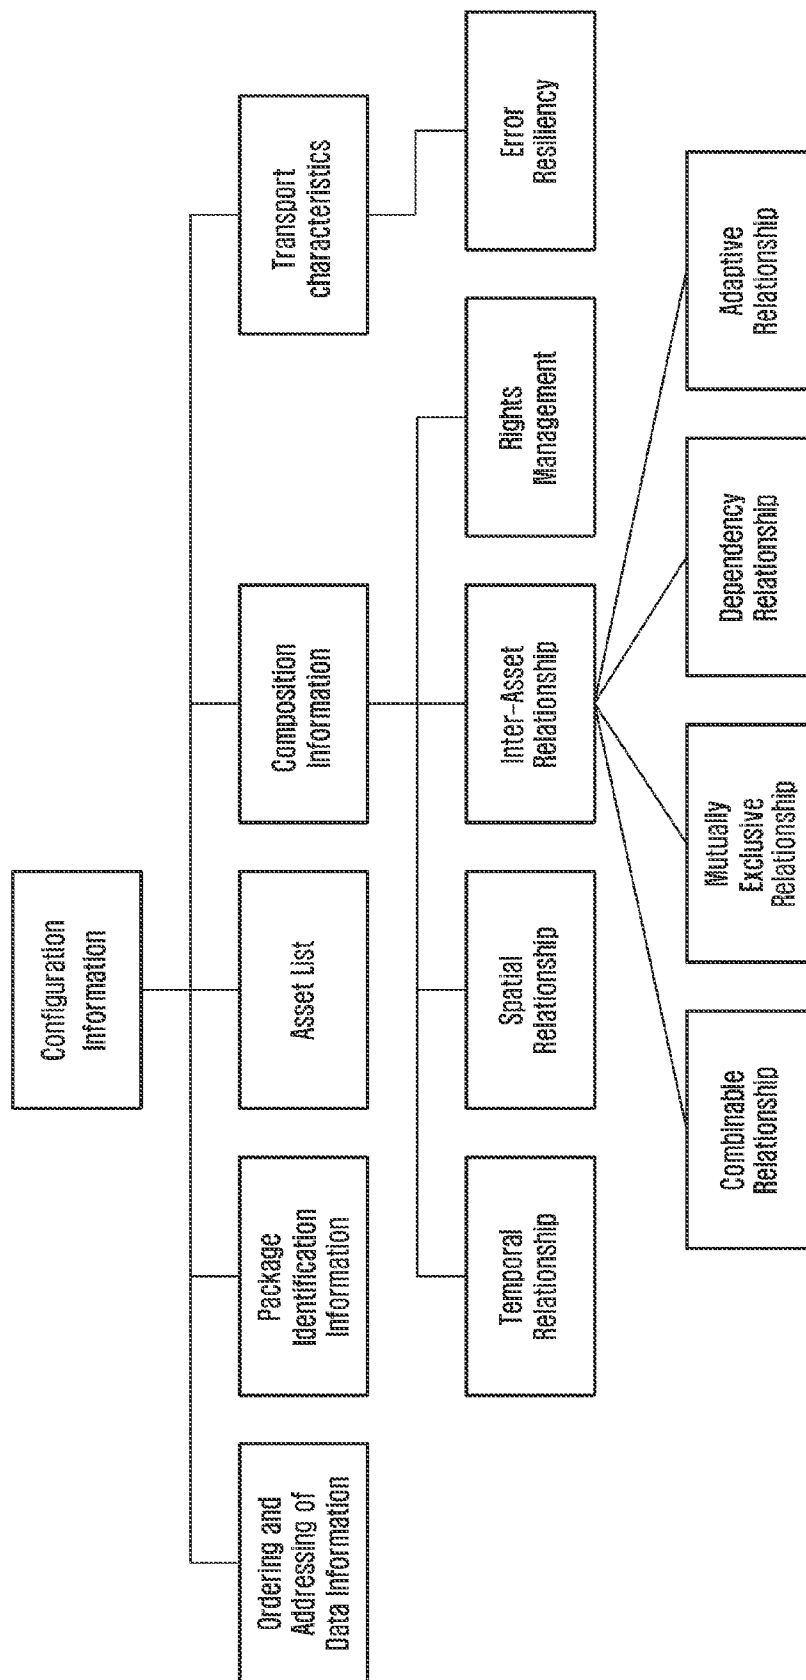 Configuration
Information
Ordering and
Addressing of
Data Information
Package
Identification
Information
Asset List
Composition
Information
Transport
characteristics
Temporal
Relationship
Spatial
Relationship
Inter-Asset
Relationship
Rights
Management
Error
Resiliency
Combinable
Relationship
Mutually
Exclusive
Relationship
Dependency
Relationship
Adaptive
Relationship